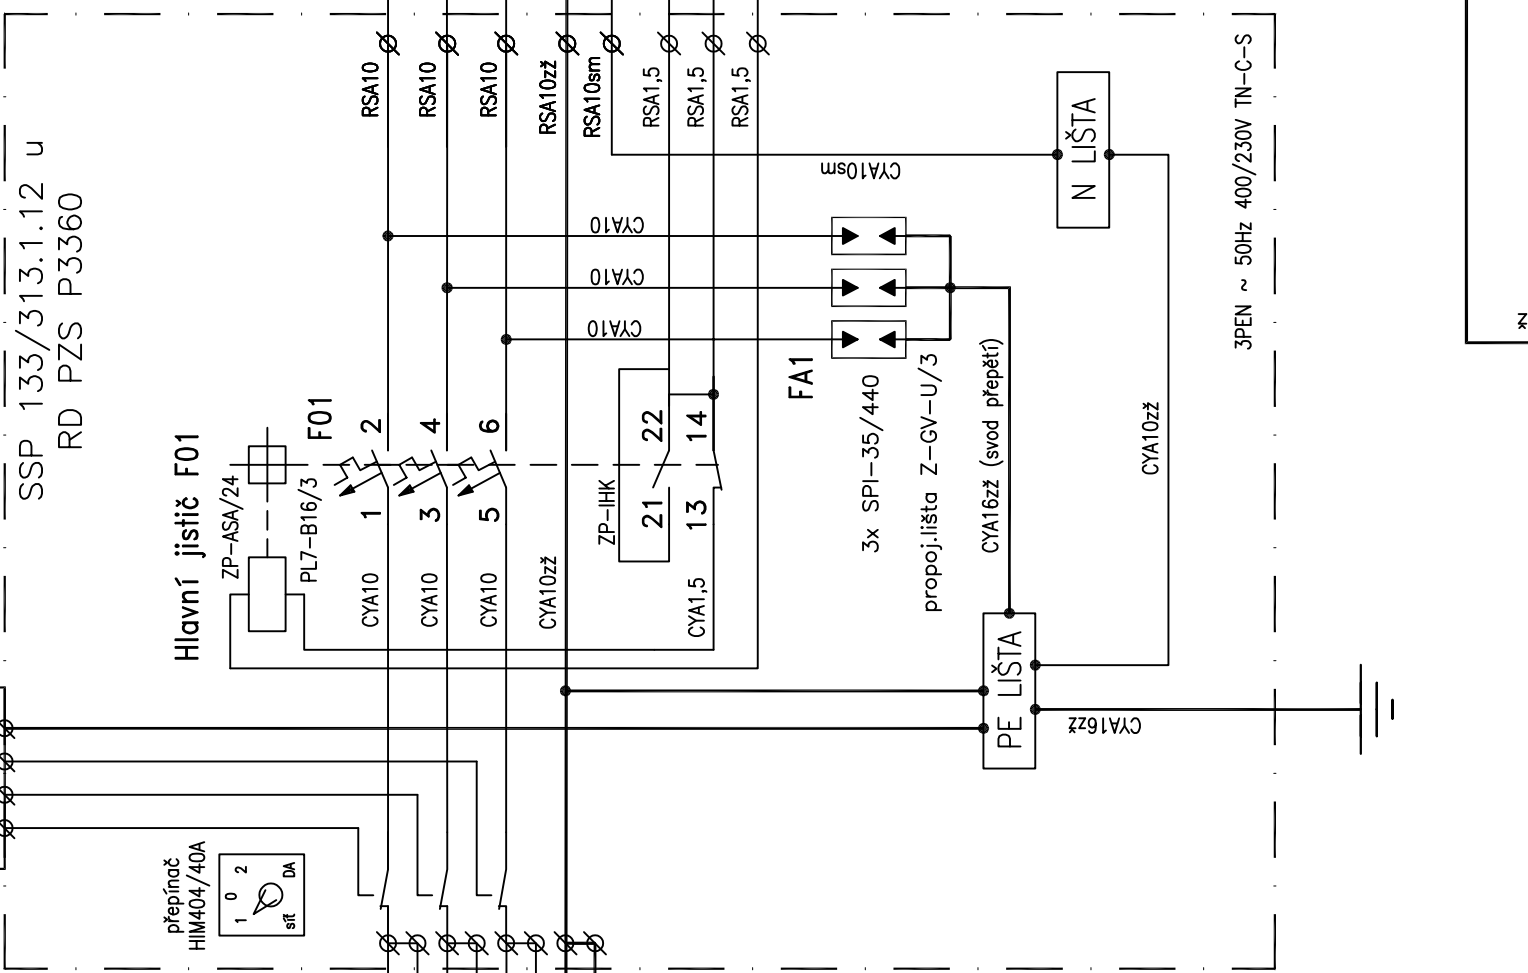 SSP 133/313.1.12 u
RD PZS P3360
Hlavní jistič F01
ZP-ASA/24
PL7-B16/3
F01
RSA10
RSA10
RSA10
RSA10zž
RSA10sm
RSA1,5
RSA1,5
RSA1,5
2
4
6
1
3
5
CYA10
CYA10
CYA10
CYA10zž
ZP-IHK
22
14
21
13
CYA1,5
CYA10
CYA10
CYA10
CYA10sm
FA1
3x SPI-35/440
propoj.lišta Z-GV-U/3
CYA16zž (svod přepětí)
N LIŠTA
CYA10zž
3PEN ~ 50Hz 400/230V TN-C-S
PE LIŠTA
CYA16zž
přepínač
HIM404/40A
1 0 2
síť DA
ž